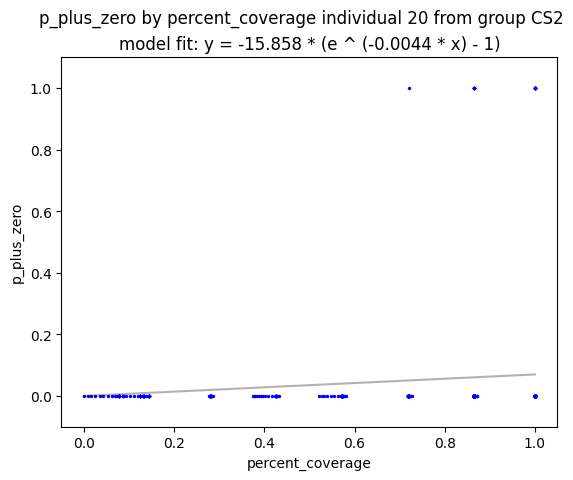 p_plus_zero by percent_coverage individual 20 from group CS2
model fit: y = -15.858 * (e ^ (-0.0044 * x) - 1)
1.0
0.8
0.6
0.4
0.2
0.0
p_plus_zero
0.0 0.2 0.4 0.6 0.8 1.0
percent_coverage